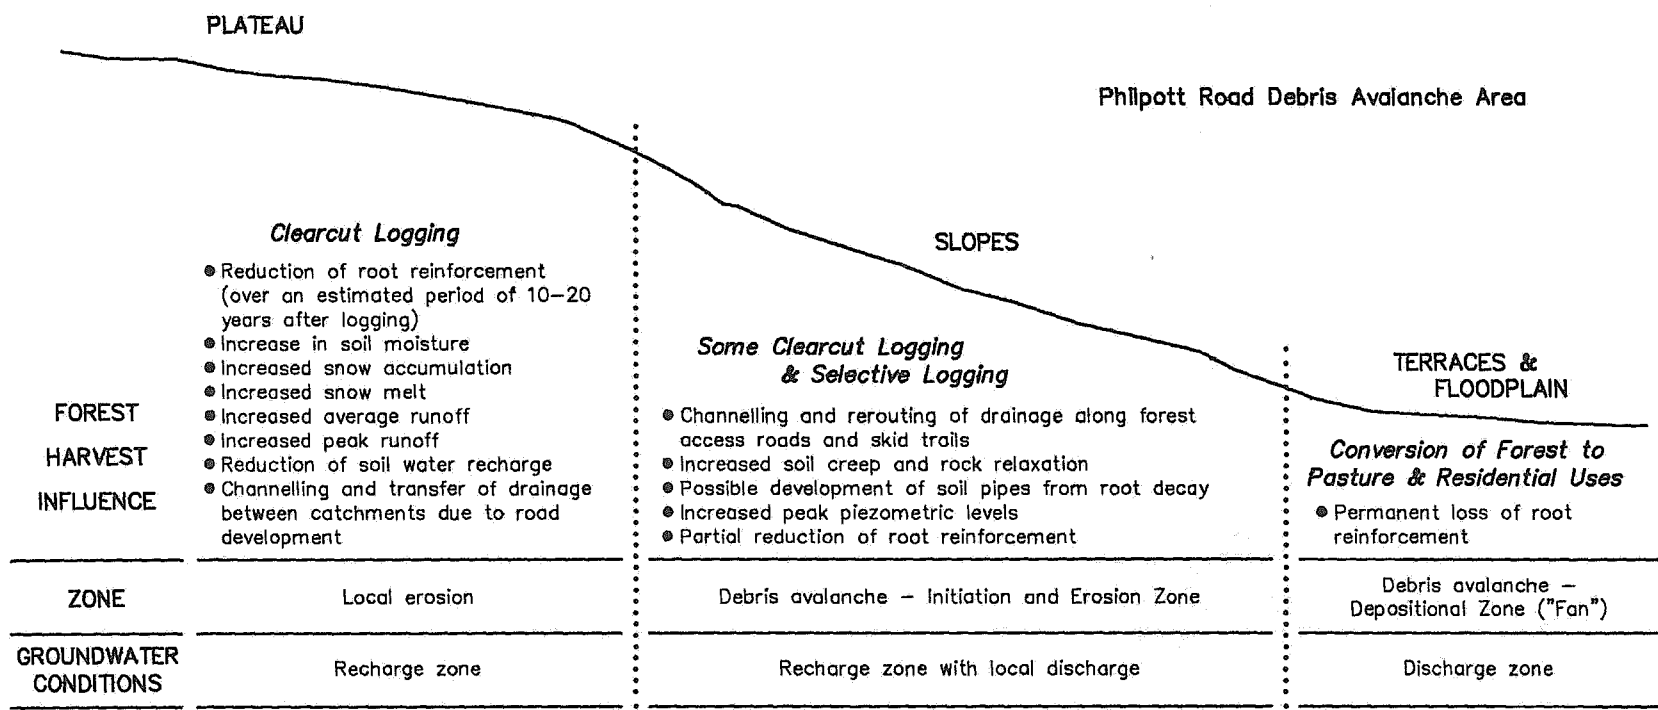 PLATEAU
Philpott Road Debris Avalanche Area
Clearcut Logging
● Reduction of root reinforcement
(over an estimated period of 10-20
years after logging)
● Increase in soil moisture
● Increased snow accumulation
● Increased snow melt
● Increased average runoff
● Increased peak runoff
● Reduction of soil water recharge
● Channelling and transfer of drainage
between catchments due to road
development
SLOPES
Some Clearcut Logging
& Selective Logging
● Channelling and rerouting of drainage along forest
access roads and skid trails
● Increased soil creep and rock relaxation
● Possible development of soil pipes from root decay
● Increased peak piezometric levels
● Partial reduction of root reinforcement
TERRACES &
FLOODPLAIN
Conversion of Forest to
Pasture & Residential Uses
● Permanent loss of root
reinforcement
FOREST
HARVEST
INFLUENCE
ZONE
Local erosion
Debris avalanche - Initiation and Erosion Zone
Debris avalanche -
Depositional Zone ("Fan")
GROUNDWATER
CONDITIONS
Recharge zone
Recharge zone with local discharge
Discharge zone